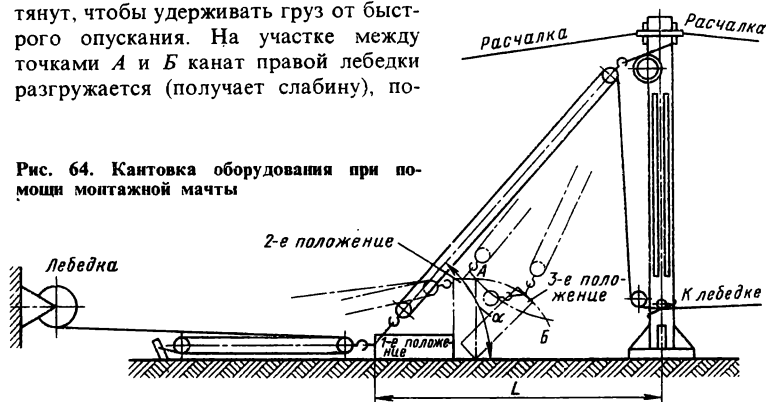 тянут, чтобы удерживать груз от быст-
рого опускания. На участке между
точками А и Б канат правой лебедки
разгружается (получает слабину), по-
Рис. 64. Кантовка оборудования при по-
мощи монтажной мачты
Расчалка
Расчалка
2-е положение
Лебедка
А
3-е поло-
жение
К лебедке
α
Б
1-е положе-
ние
L